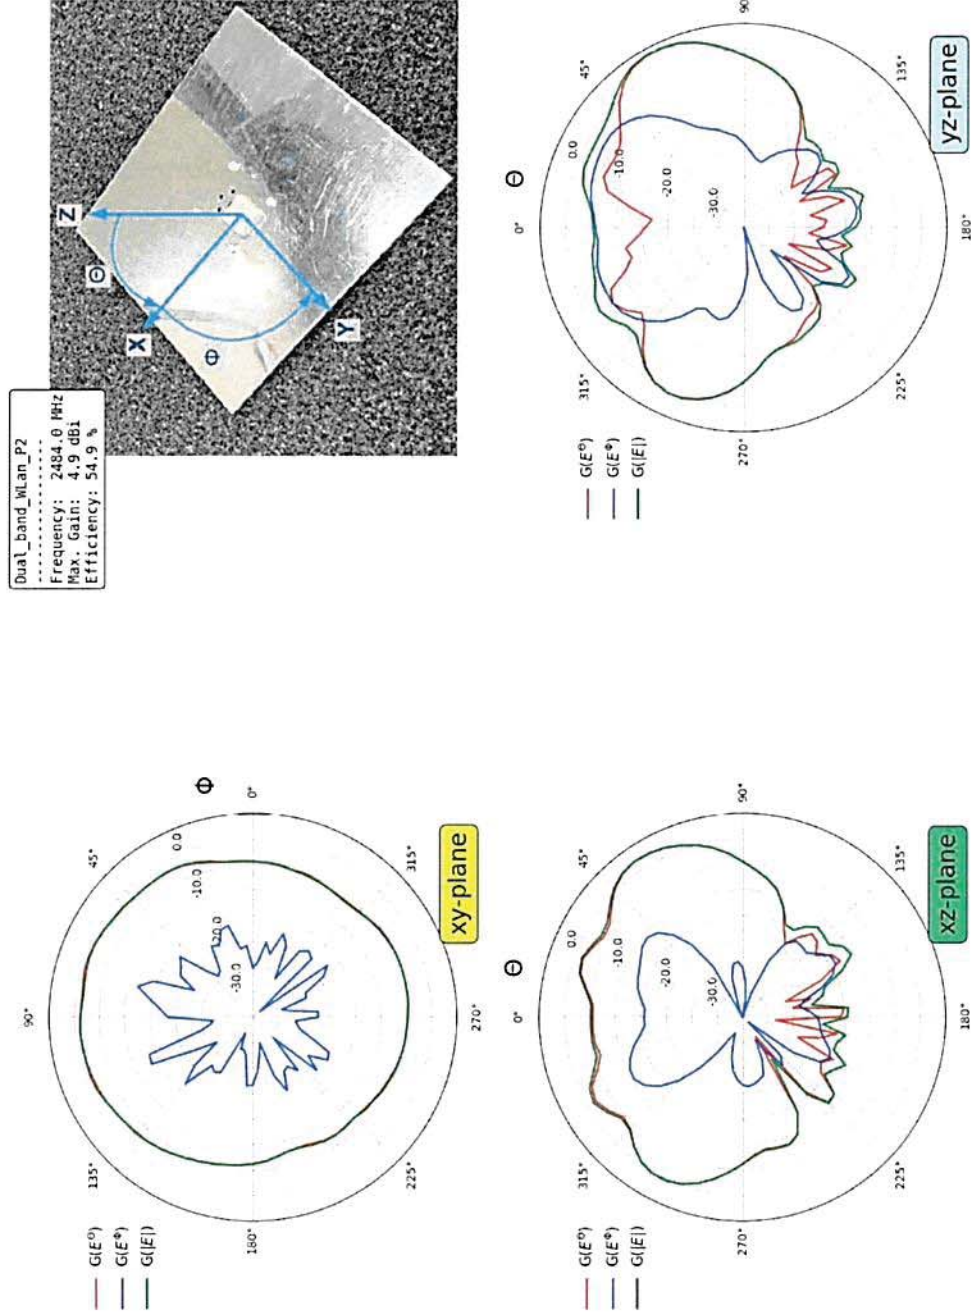 Dual_band_WLan_P2
Frequency: 2484.0 MHz
Max. Gain: 4.9 dBi
Efficiency: 54.9 %
Z
Θ
X
Φ
Y
G(E^Θ)
G(E^Φ)
G(|E|)
90°
45°
Φ
0°
315°
270°
225°
180°
135°
0.0
-10.0
-20.0
-30.0
xy-plane
G(E^Θ)
G(E^Φ)
G(|E|)
0°
Θ
45°
90°
135°
180°
225°
270°
315°
0.0
-10.0
-20.0
-30.0
xz-plane
G(E^Θ)
G(E^Φ)
G(|E|)
0°
Θ
45°
90°
135°
180°
225°
270°
315°
0.0
-10.0
-20.0
-30.0
yz-plane